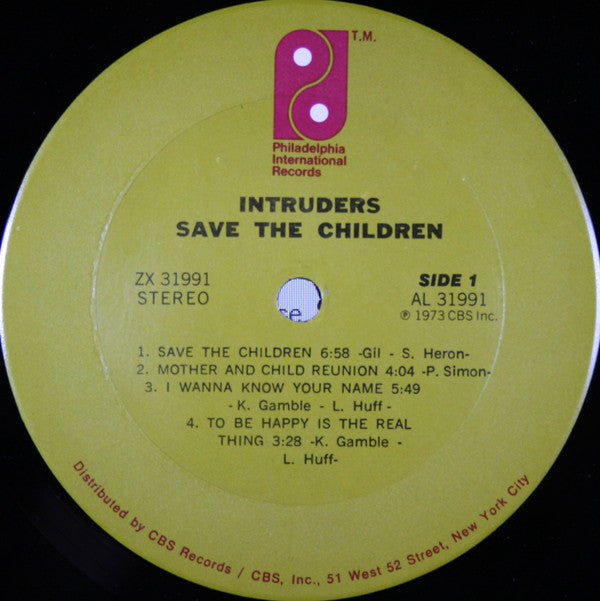 T.M.
Philadelphia
International
Records
INTRUDERS
SAVE THE CHILDREN
ZX 31991
STEREO
SIDE 1
AL 31991
℗ 1973 CBS Inc.
1. SAVE THE CHILDREN 6:58 -Gil - S. Heron-
2. MOTHER AND CHILD REUNION 4:04 -P. Simon-
3. I WANNA KNOW YOUR NAME 5:49
-K. Gamble - L. Huff -
4. TO BE HAPPY IS THE REAL
THING 3:28 -K. Gamble -
L. Huff-
Distributed by CBS Records / CBS, Inc., 51 West 52 Street, New York City